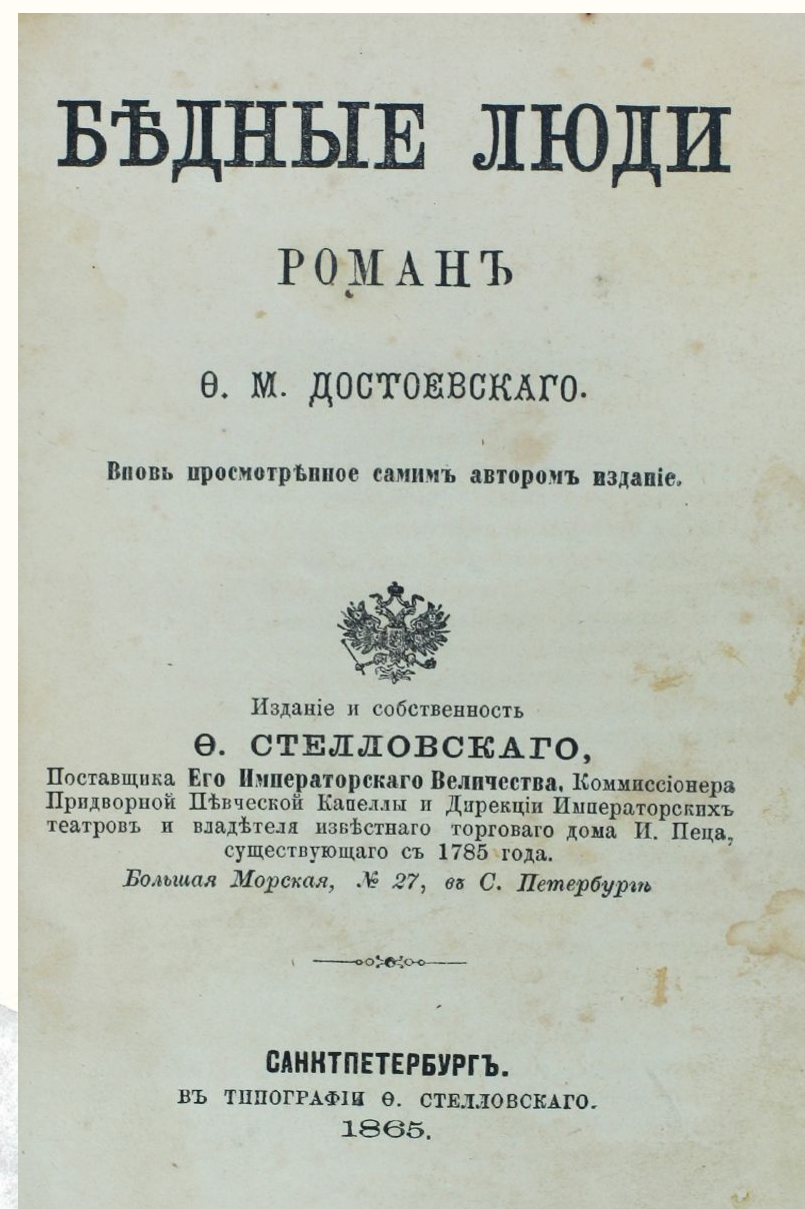 БѢДНЫЕ ЛЮДИ
РОМАНЪ
Ѳ. М. ДОСТОЕВСКАГО.
Вновь просмотрѣнное самимъ авторомъ изданіе.
Изданіе и собственность
Ѳ. СТЕЛЛОВСКАГО,
Поставщика Его Императорскаго Величества, Коммиссіонера
Придворной Пѣвческой Капеллы и Дирекціи Императорскихъ
театровъ и владѣтеля извѣстнаго торговаго дома И. Пеца,
существующаго съ 1785 года.
Большая Морская, № 27, въ С. Петербургѣ
САНКТПЕТЕРБУРГЪ.
ВЪ ТИПОГРАФІИ Ѳ. СТЕЛЛОВСКАГО.
1865.